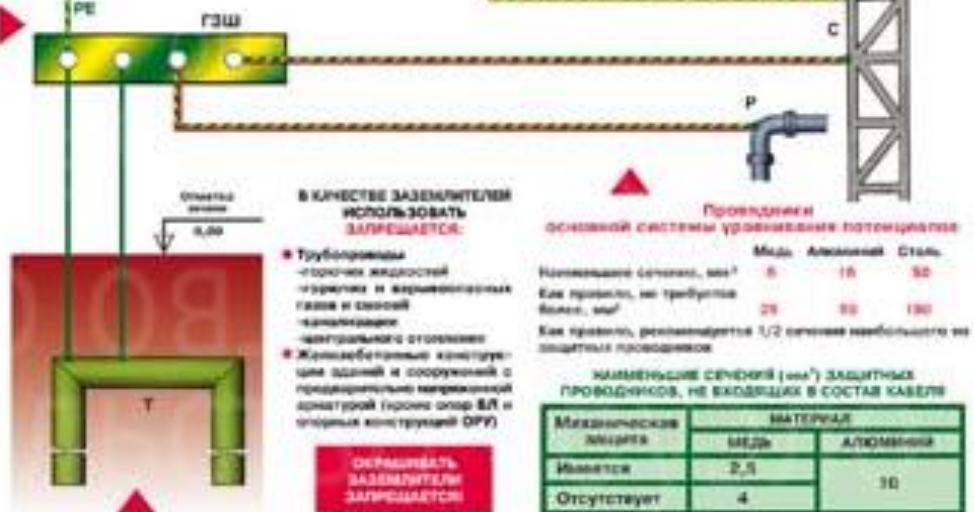 PE
ГЗШ
C
P
Отметка
земли
0,00
В КАЧЕСТВЕ ЗАЗЕМЛИТЕЛЕЙ
ИСПОЛЬЗОВАТЬ
ЗАПРЕЩАЕТСЯ:
Трубопроводы
-горючих жидкостей
-горючих и взрывоопасных
газов и смесей
-канализации
-центрального отопления
Железобетонные конструк-
ции зданий и сооружений с
предварительно напряженной
арматурой (кроме опор ВЛ и
опорных конструкций ОРУ)
ОКРАШИВАТЬ
ЗАЗЕМЛИТЕЛИ
ЗАПРЕЩАЕТСЯ!
T
Проводники
основной системы уравнивания потенциалов
Медь Алюминий Сталь
Наименьшее сечение, мм² 6 16 50
Как правило, не требуется
более, мм² 25
Как правило, рекомендуется 1/2 сечения наибольшего из
защитных проводников
НАИМЕНЬШИЕ СЕЧЕНИЯ (мм²) ЗАЩИТНЫХ
ПРОВОДНИКОВ, НЕ ВХОДЯЩИХ В СОСТАВ КАБЕЛЯ
Механическая защита МАТЕРИАЛ
МЕДЬ АЛЮМИНИЙ
Имеется 2,5 16
Отсутствует 4